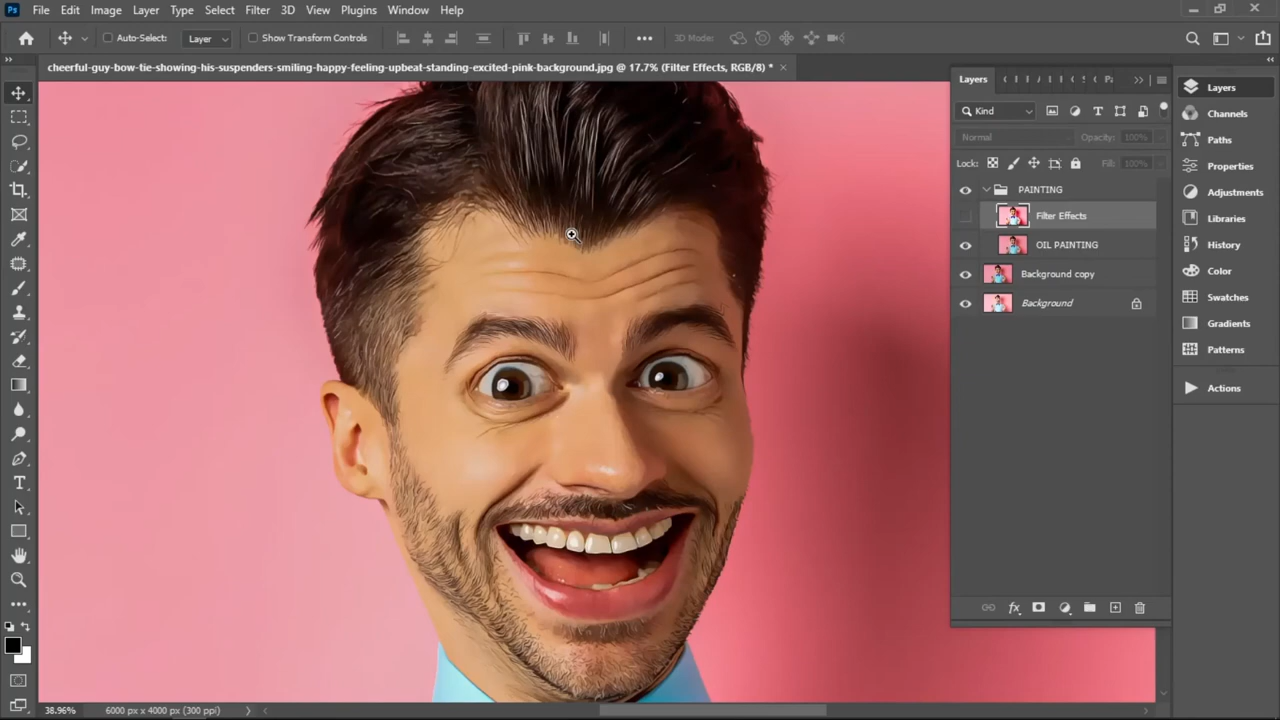 Ps File Edit Image Layer Type Select Filter 3D View Plugins Window Help
Auto-Select: Layer Show Transform Controls 3D Mode:
cheerful-guy-bow-tie-showing-his-suspenders-smiling-happy-feeling-upbeat-standing-excited-pink-background.jpg @ 17.7% (Filter Effects, RGB/8) *
Layers
Kind
Normal Opacity: 100%
Lock: Fill: 100%
PAINTING
Filter Effects
OIL PAINTING
Background copy
Background
Layers
Channels
Paths
Properties
Adjustments
Libraries
History
Color
Swatches
Gradients
Patterns
Actions
38.96% 6000 px x 4000 px (300 ppi)